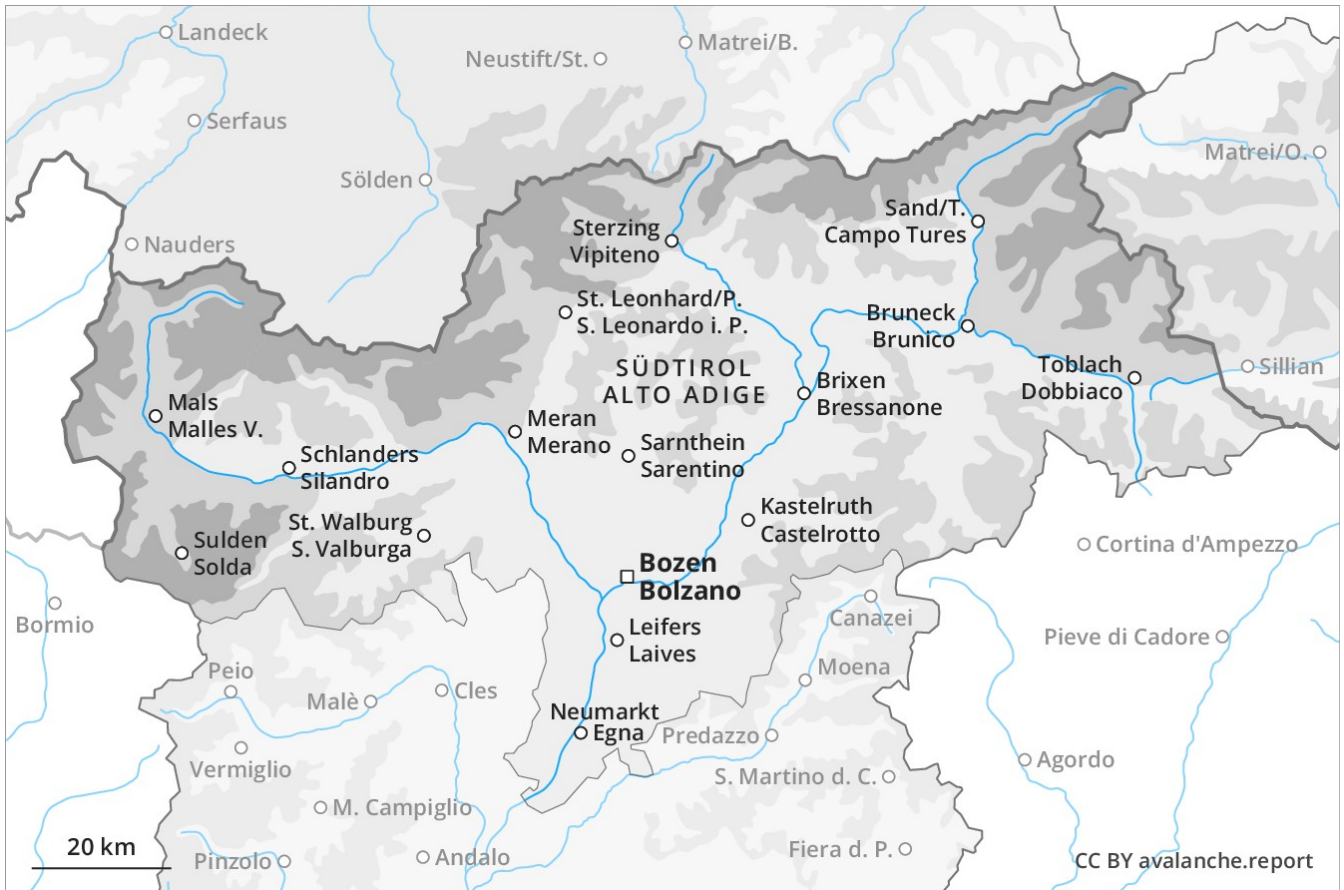 Landeck
Matrei/B.
Neustift/St.
Serfaus
Matrei/O.
Sölden
Sand/T.
Campo Tures
Nauders
Sterzing
Vipiteno
St. Leonhard/P.
S. Leonardo i. P.
Bruneck
Brunico
SÜDTIROL
ALTO ADIGE
Toblach
Dobbiaco
Sillian
Brixen
Bressanone
Mals
Malles V.
Meran
Merano
Sarnthein
Sarentino
Schlanders
Silandro
Kastelruth
Castelrotto
St. Walburg
S. Valburga
Sulden
Solda
Cortina d'Ampezzo
Bozen
Bolzano
Bormio
Canazei
Leifers
Laives
Pieve di Cadore
Peio
Moena
Malè
Cles
Neumarkt
Egna
Predazzo
Vermiglio
Agordo
S. Martino d. C.
M. Campiglio
20 km
Pinzolo
Andalo
Fiera d. P.
CC BY avalanche.report